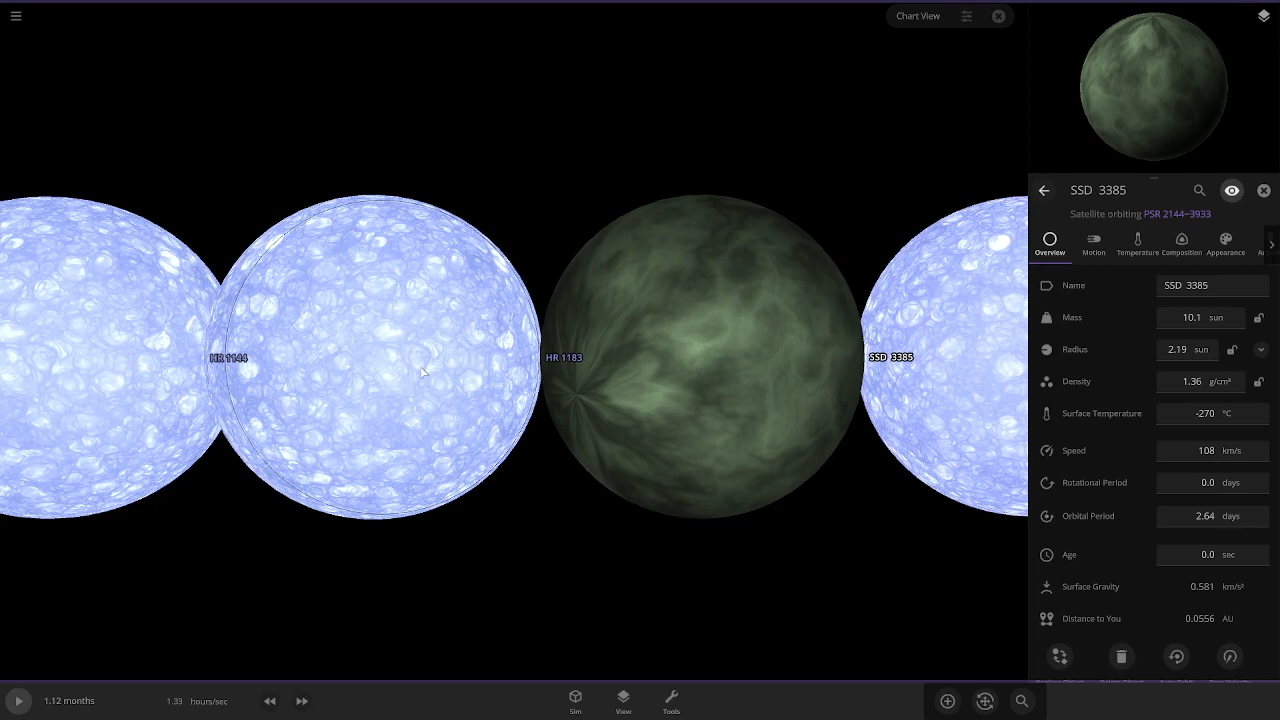 Chart View
HR 1144
HR 1183
SSD 3385
SSD 3385
Satellite orbiting PSR 2144-3933
Overview Motion Temperature Composition Appearance
Name SSD 3385
Mass 10.1 sun
Radius 2.19 sun
Density 1.36 g/cm³
Surface Temperature -270 °C
Speed 108 km/s
Rotational Period 0.0 days
Orbital Period 2.64 days
Age 0.0 sec
Surface Gravity 0.581 km/s²
Distance to You 0.0556 AU
1.12 months 1.33 hours/sec
Sim View Tools